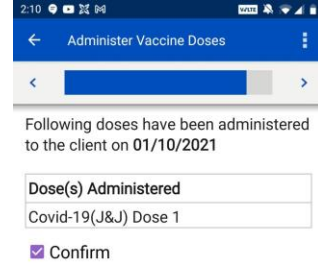 2:10
VoLTE
Administer Vaccine Doses
Following doses have been administered
to the client on 01/10/2021
Dose(s) Administered
Covid-19(J&J) Dose 1
Confirm